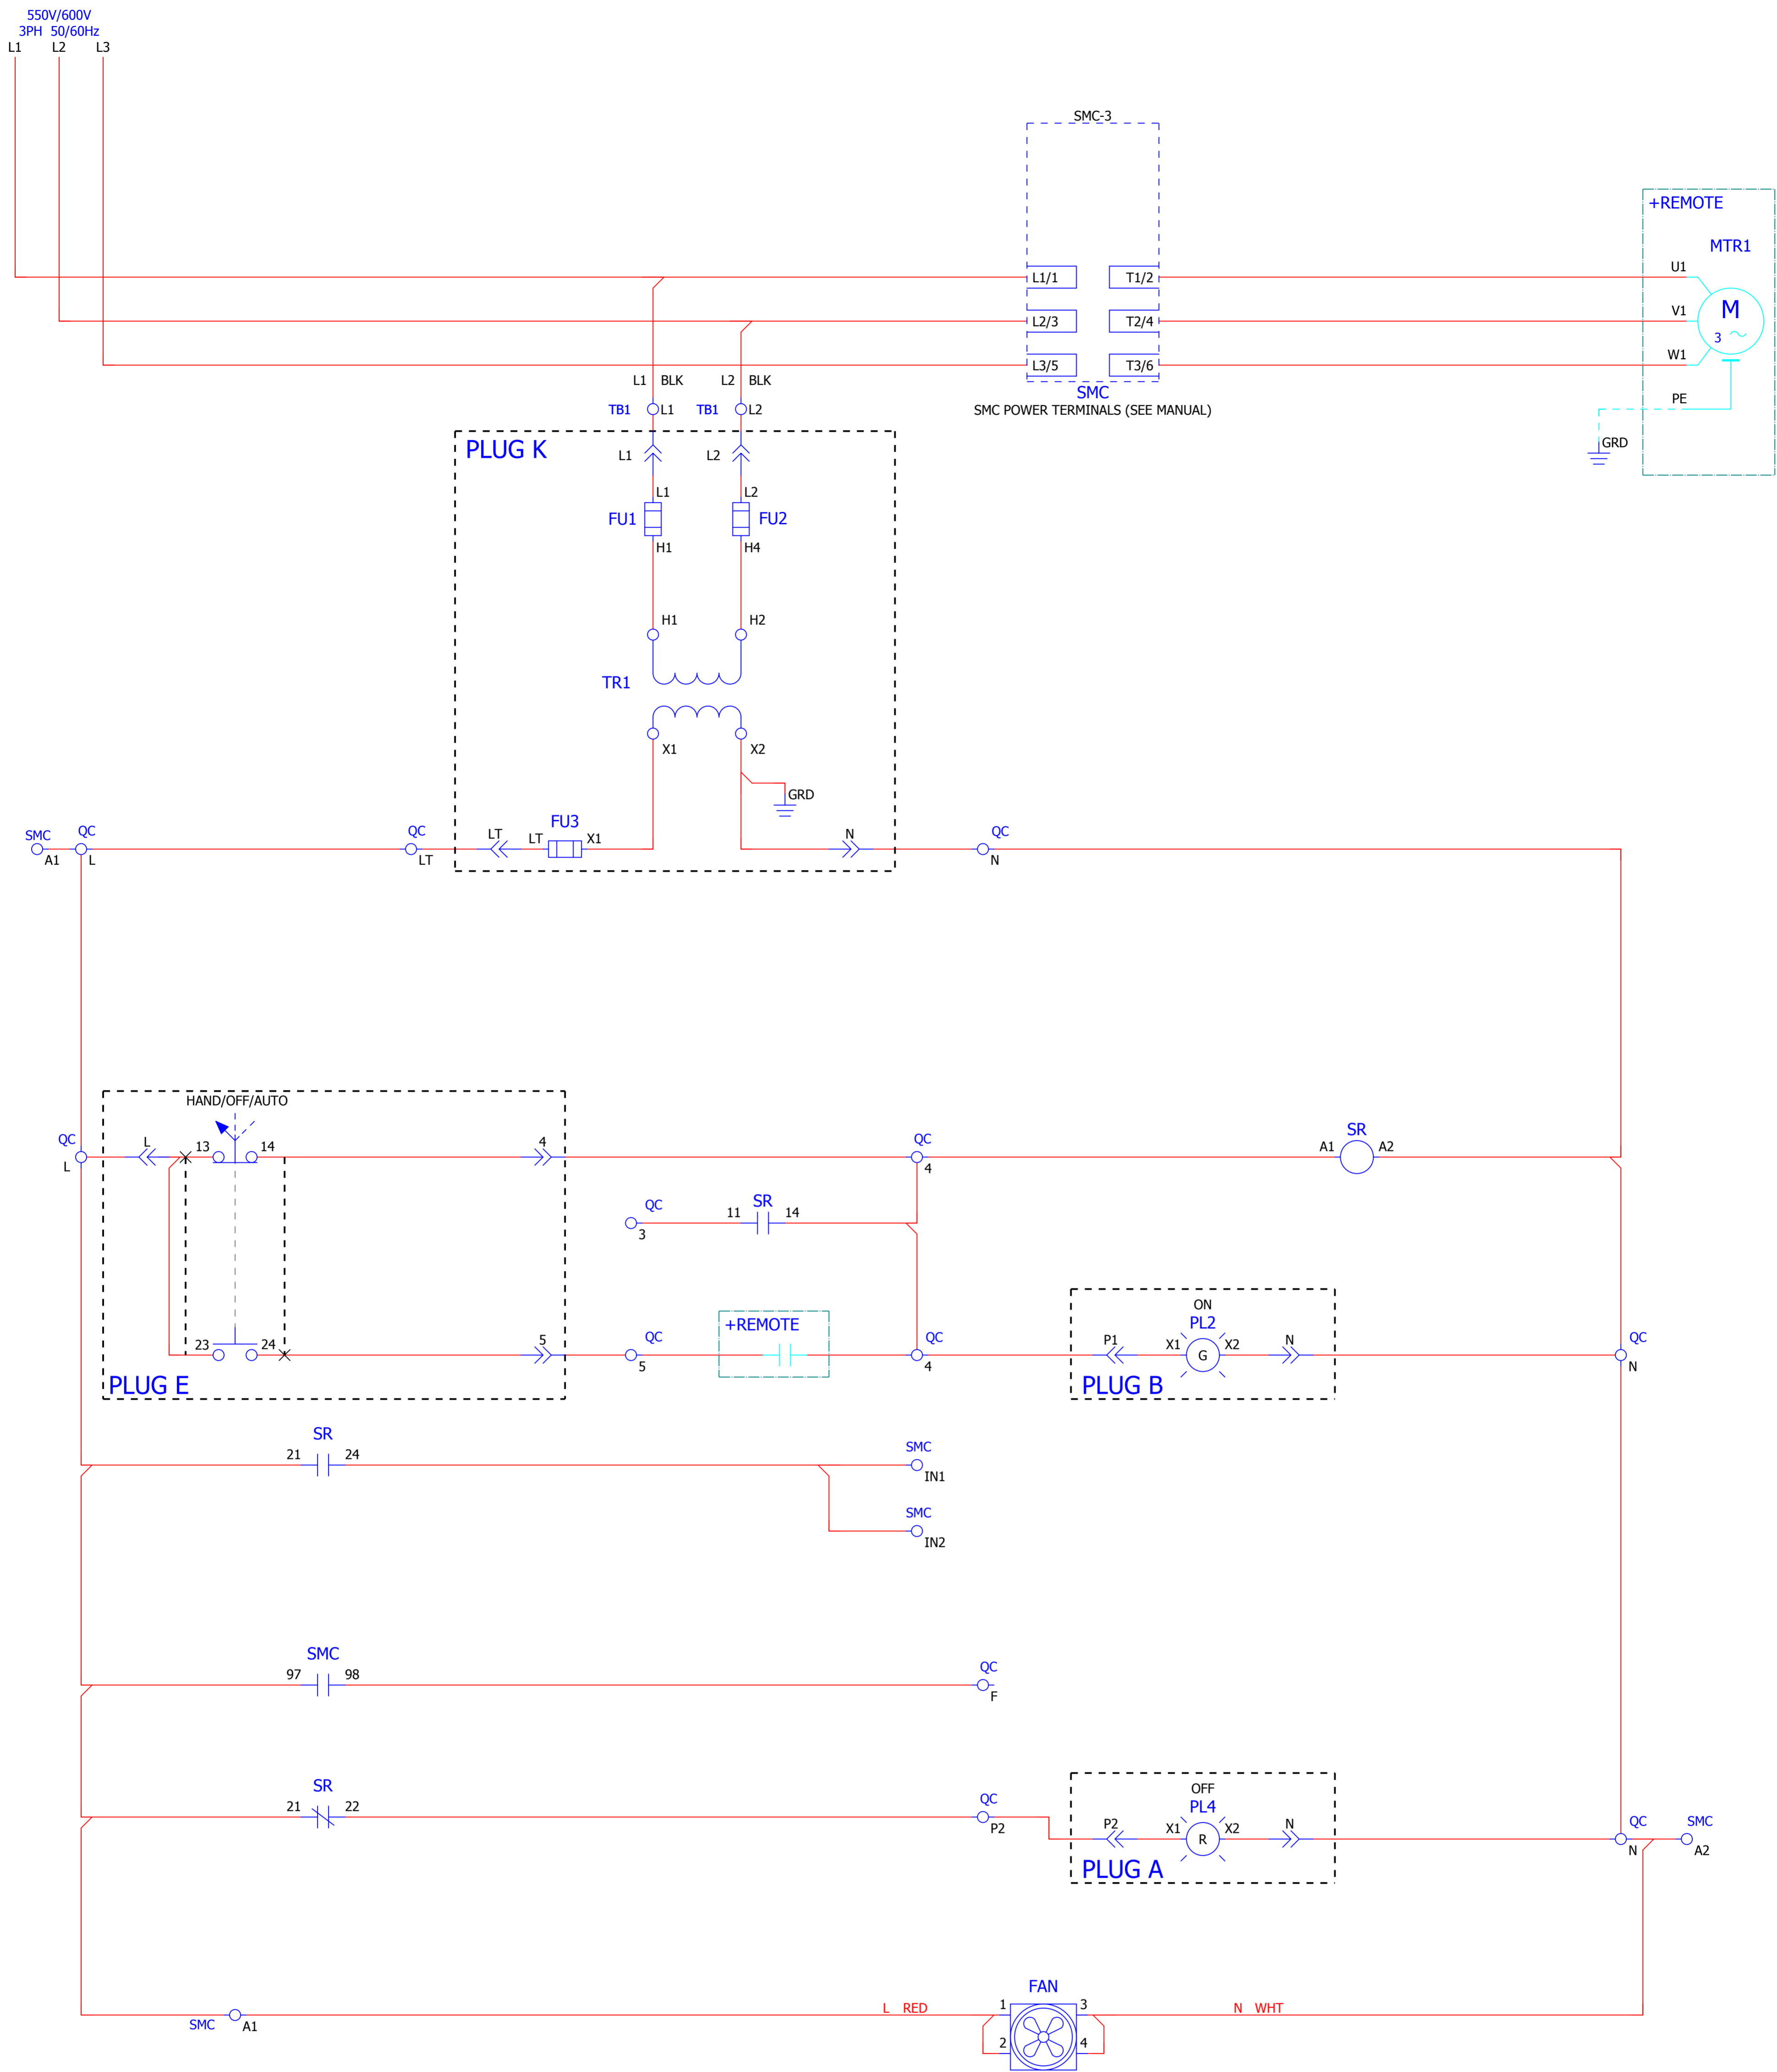 550V/600V
3PH 50/60Hz
L1 L2 L3
SMC-3
+REMOTE
MTR1
L1/1 T1/2 U1
M
3
L2/3 T2/4 V1
L3/5 T3/6 W1
L1 BLK L2 BLK
SMC
SMC POWER TERMINALS (SEE MANUAL)
PE
TB1 L1 TB1 L2
GRD
PLUG K
L1 L2
L1 L2
FU1 FU2
H1 H4
H1 H2
TR1
X1 X2
GRD
SMC QC QC LT LT FU3 X1 N QC
A1 L LT N
HAND/OFF/AUTO
QC L 13 14 4 QC SR
L 4 A1 A2
QC SR
3 11 14
ON
+REMOTE PL2
23 24 5 QC QC P1 X1 G X2 N QC
5 4 N
PLUG E PLUG B
SR SMC
21 24 IN1
SMC
IN2
SMC QC
97 98 F
SR QC OFF
21 22 P2 PL4
P2 X1 R X2 N QC SMC
N A2
PLUG A
FAN
L RED 1 3 N WHT
SMC A1
2 4